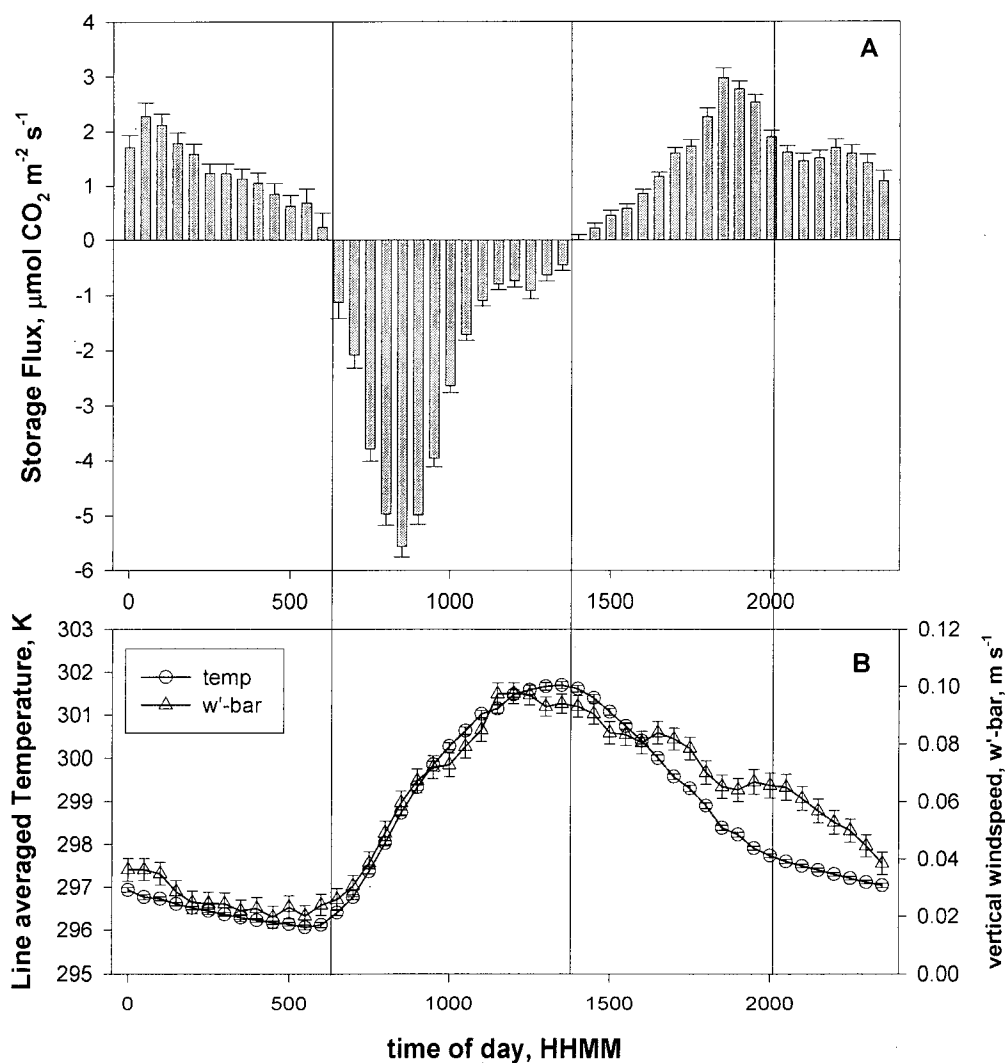 A
Storage Flux, μmol CO2 m-2 s-1
4
3
2
1
0
-1
-2
-3
-4
-5
-6
0 500 1000 1500 2000
B
temp
w'-bar
Line averaged Temperature, K
303
302
301
300
299
298
297
296
295
0.12
0.10
0.08
0.06
0.04
0.02
0.00
vertical windspeed, w'-bar, m s-1
0 500 1000 1500 2000
time of day, HHMM